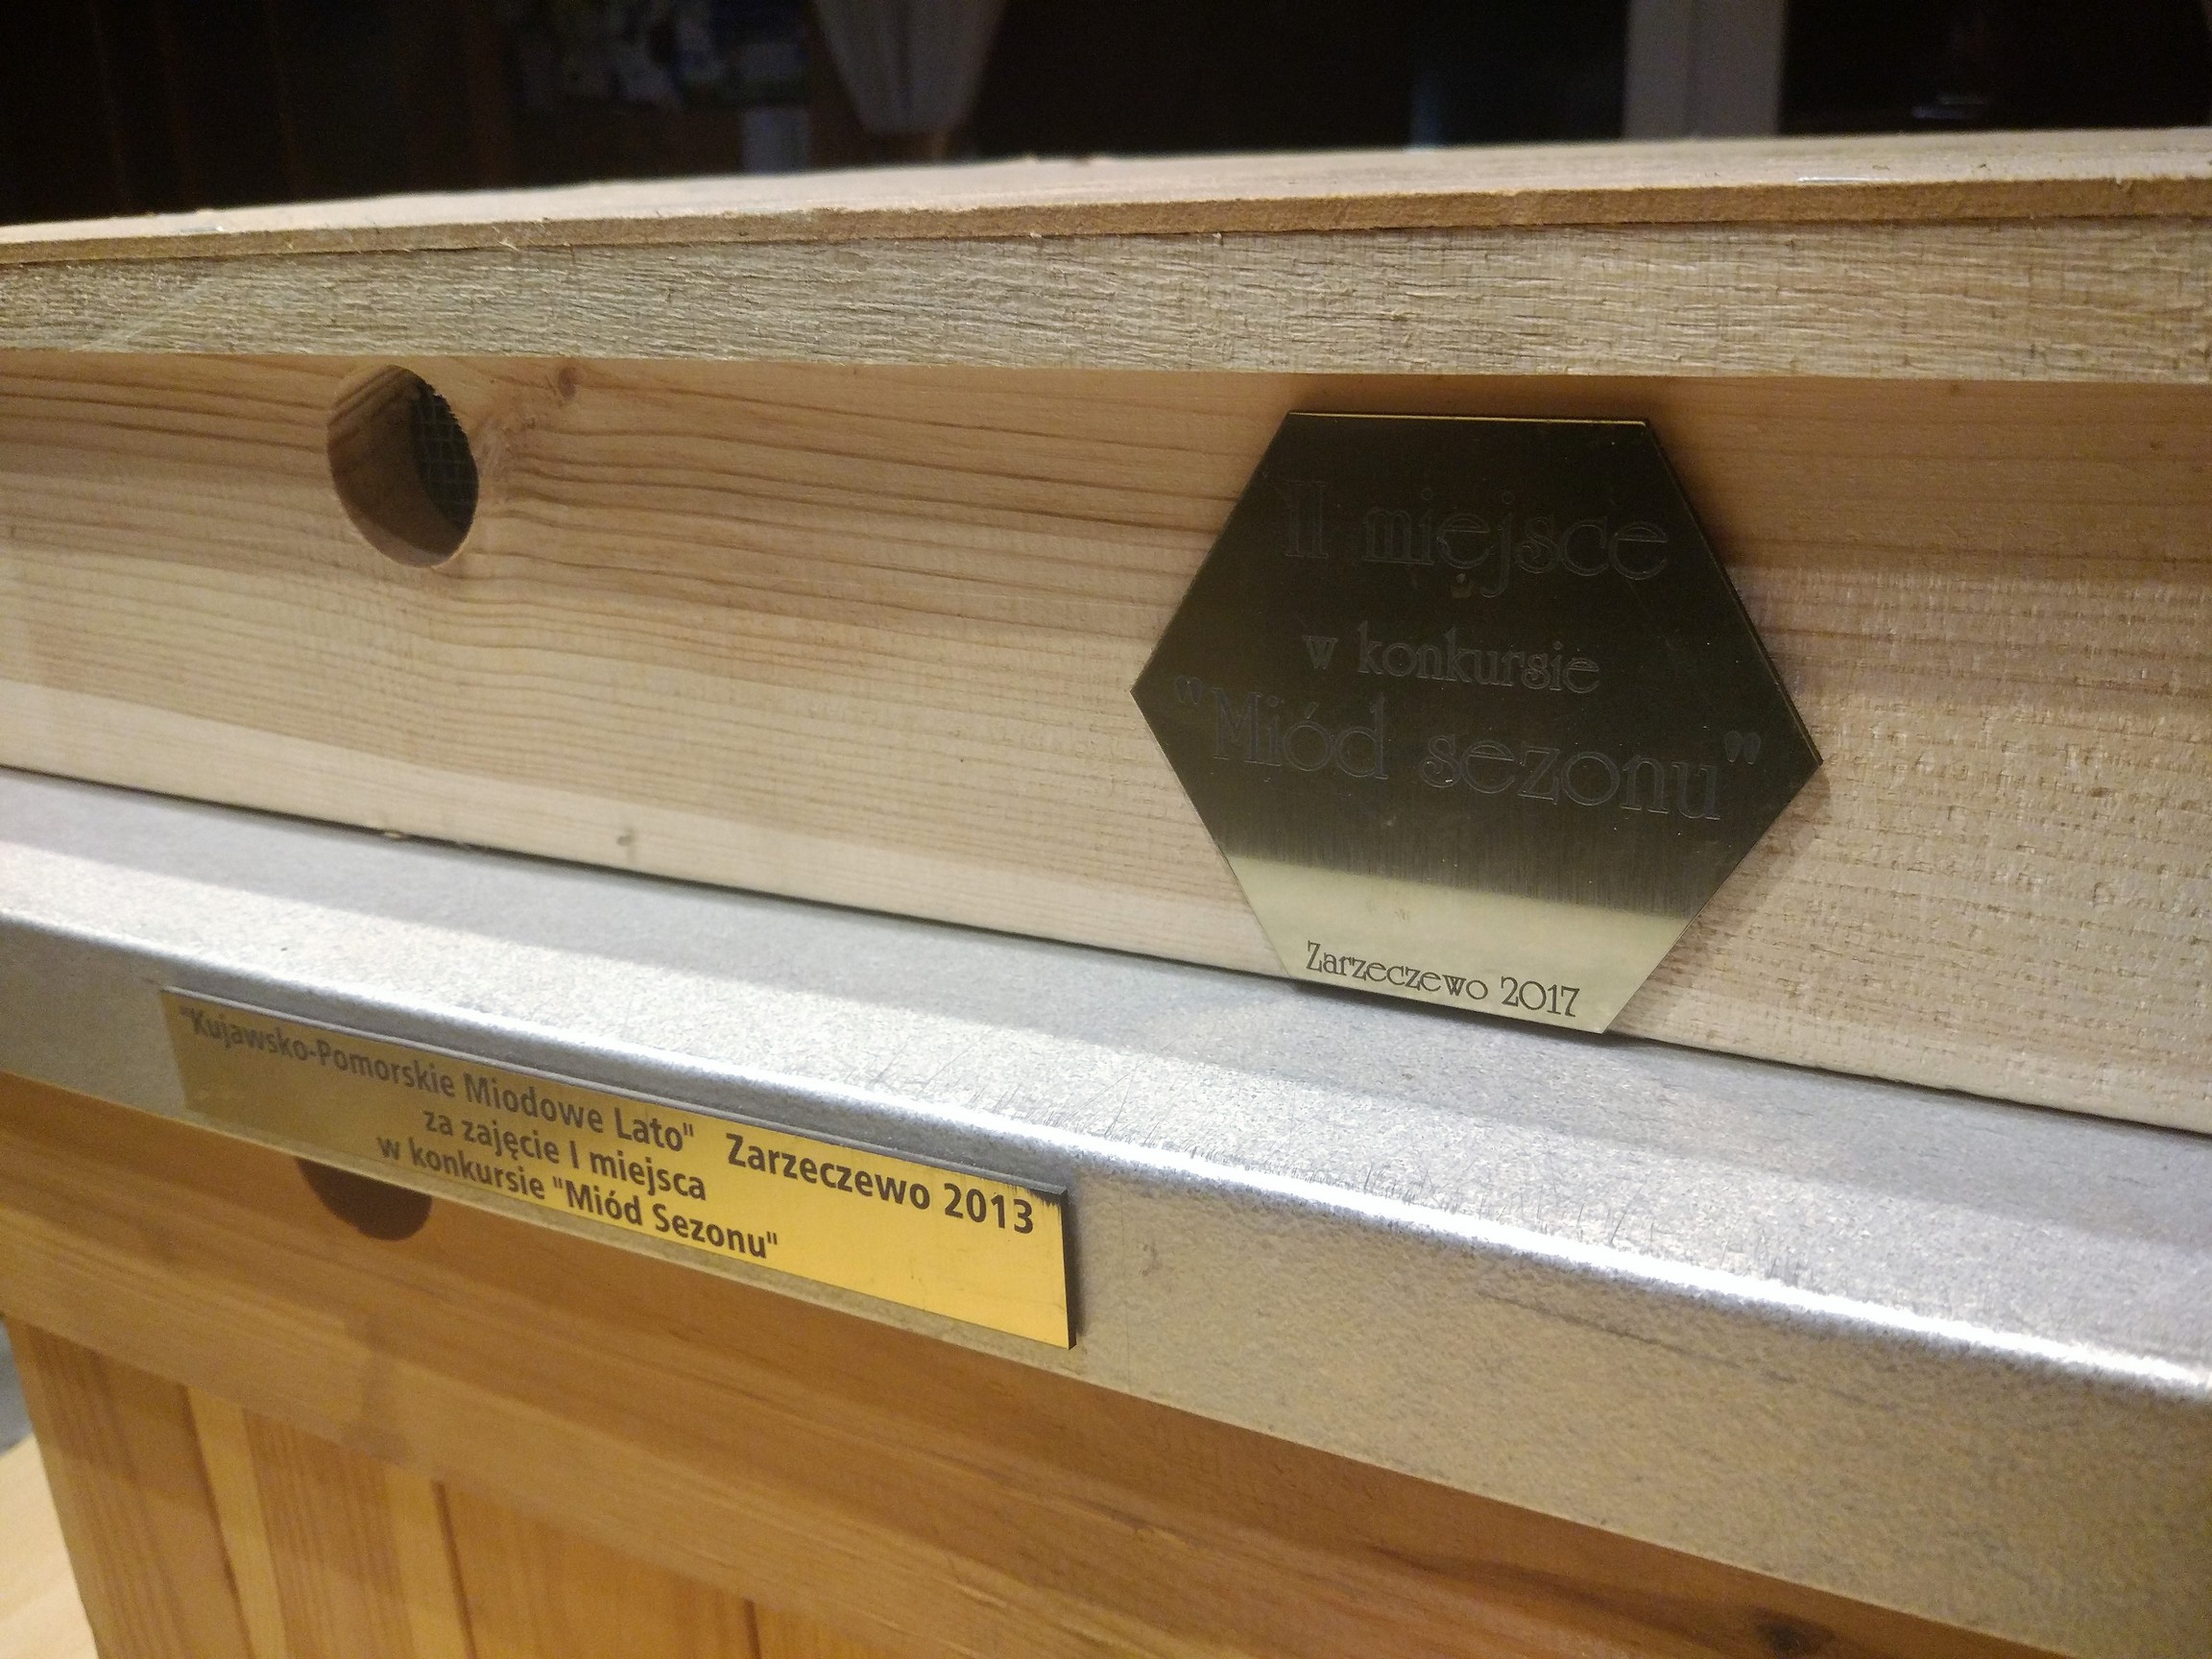 II miejsce
w konkursie
"Miód sezonu"
Zarzeczewo 2017
"Kujawsko-Pomorskie Miodowe Lato" Zarzeczewo 2013
za zajęcie I miejsca
w konkursie "Miód Sezonu"